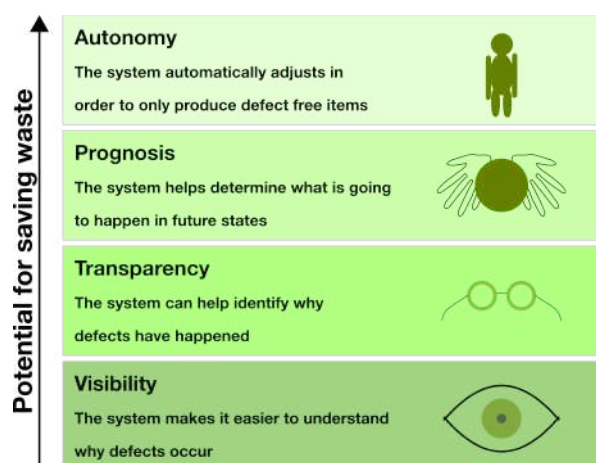 Potential for saving waste
Autonomy
The system automatically adjusts in
order to only produce defect free items
Prognosis
The system helps determine what is going
to happen in future states
Transparency
The system can help identify why
defects have happened
Visibility
The system makes it easier to understand
why defects occur